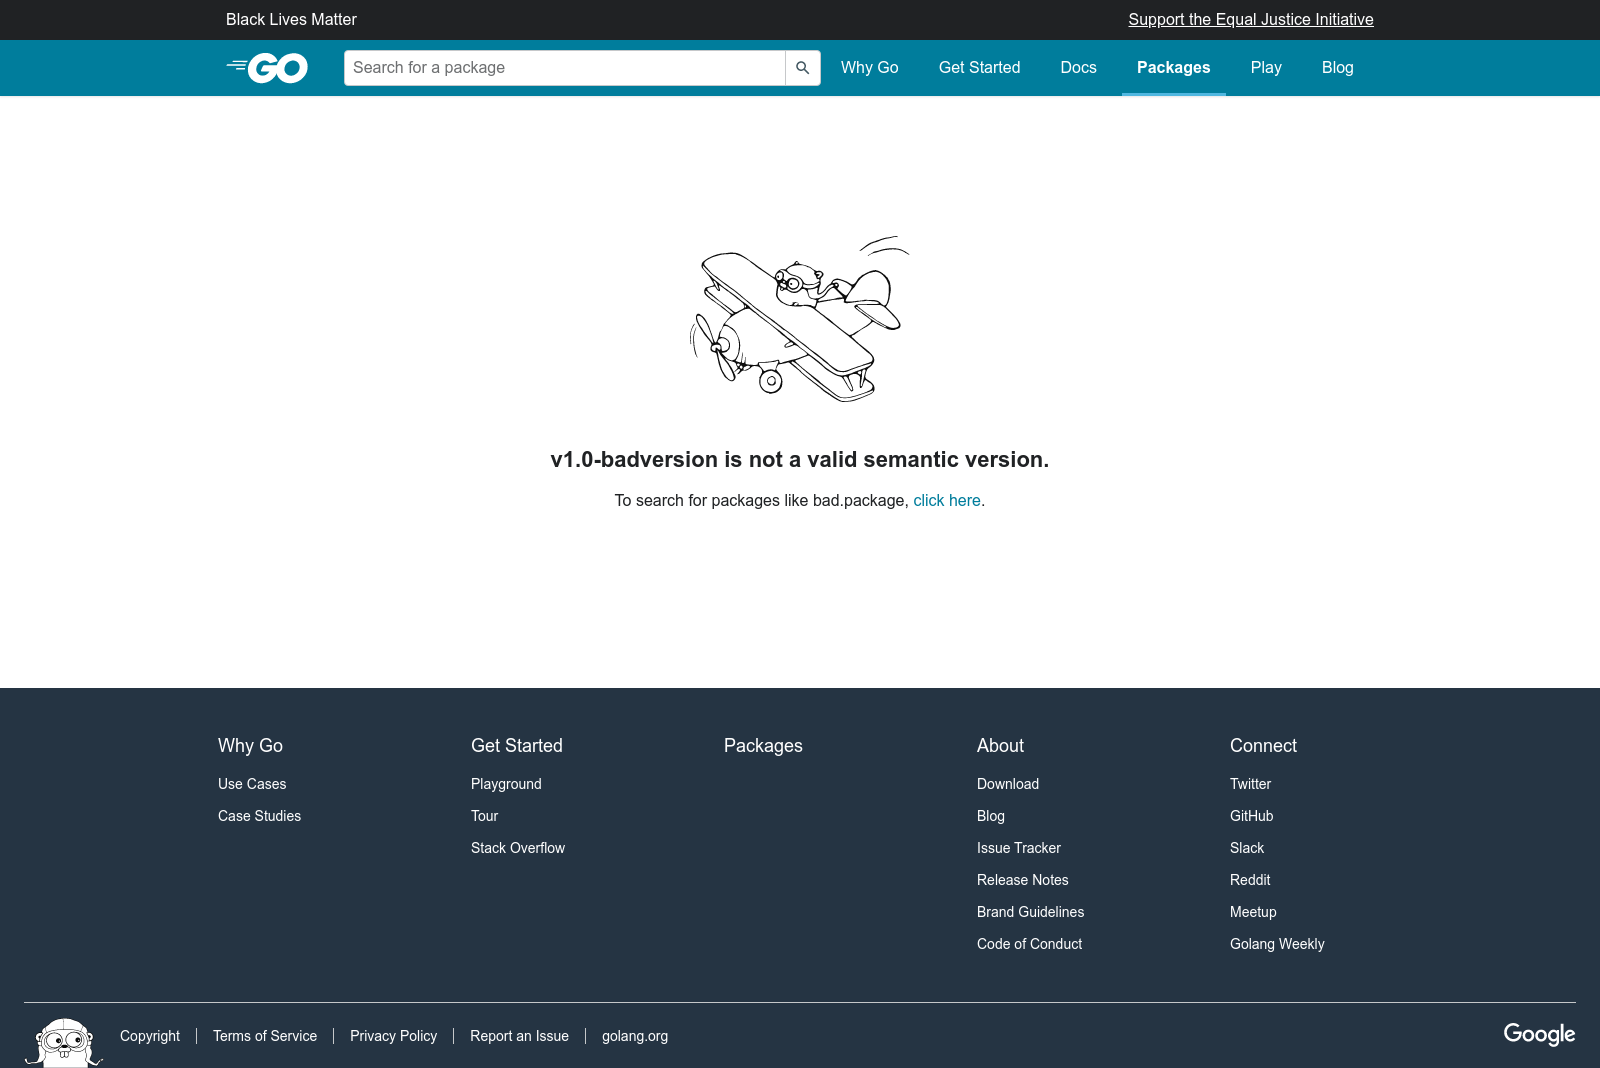 Black Lives Matter
Support the Equal Justice Initiative
GO
Search for a package
Why Go
Get Started
Docs
Packages
Play
Blog
v1.0-badversion is not a valid semantic version.
To search for packages like bad.package, click here.
Why Go
Use Cases
Case Studies
Get Started
Playground
Tour
Stack Overflow
Packages
About
Download
Blog
Issue Tracker
Release Notes
Brand Guidelines
Code of Conduct
Connect
Twitter
GitHub
Slack
Reddit
Meetup
Golang Weekly
Copyright
Terms of Service
Privacy Policy
Report an Issue
golang.org
Google